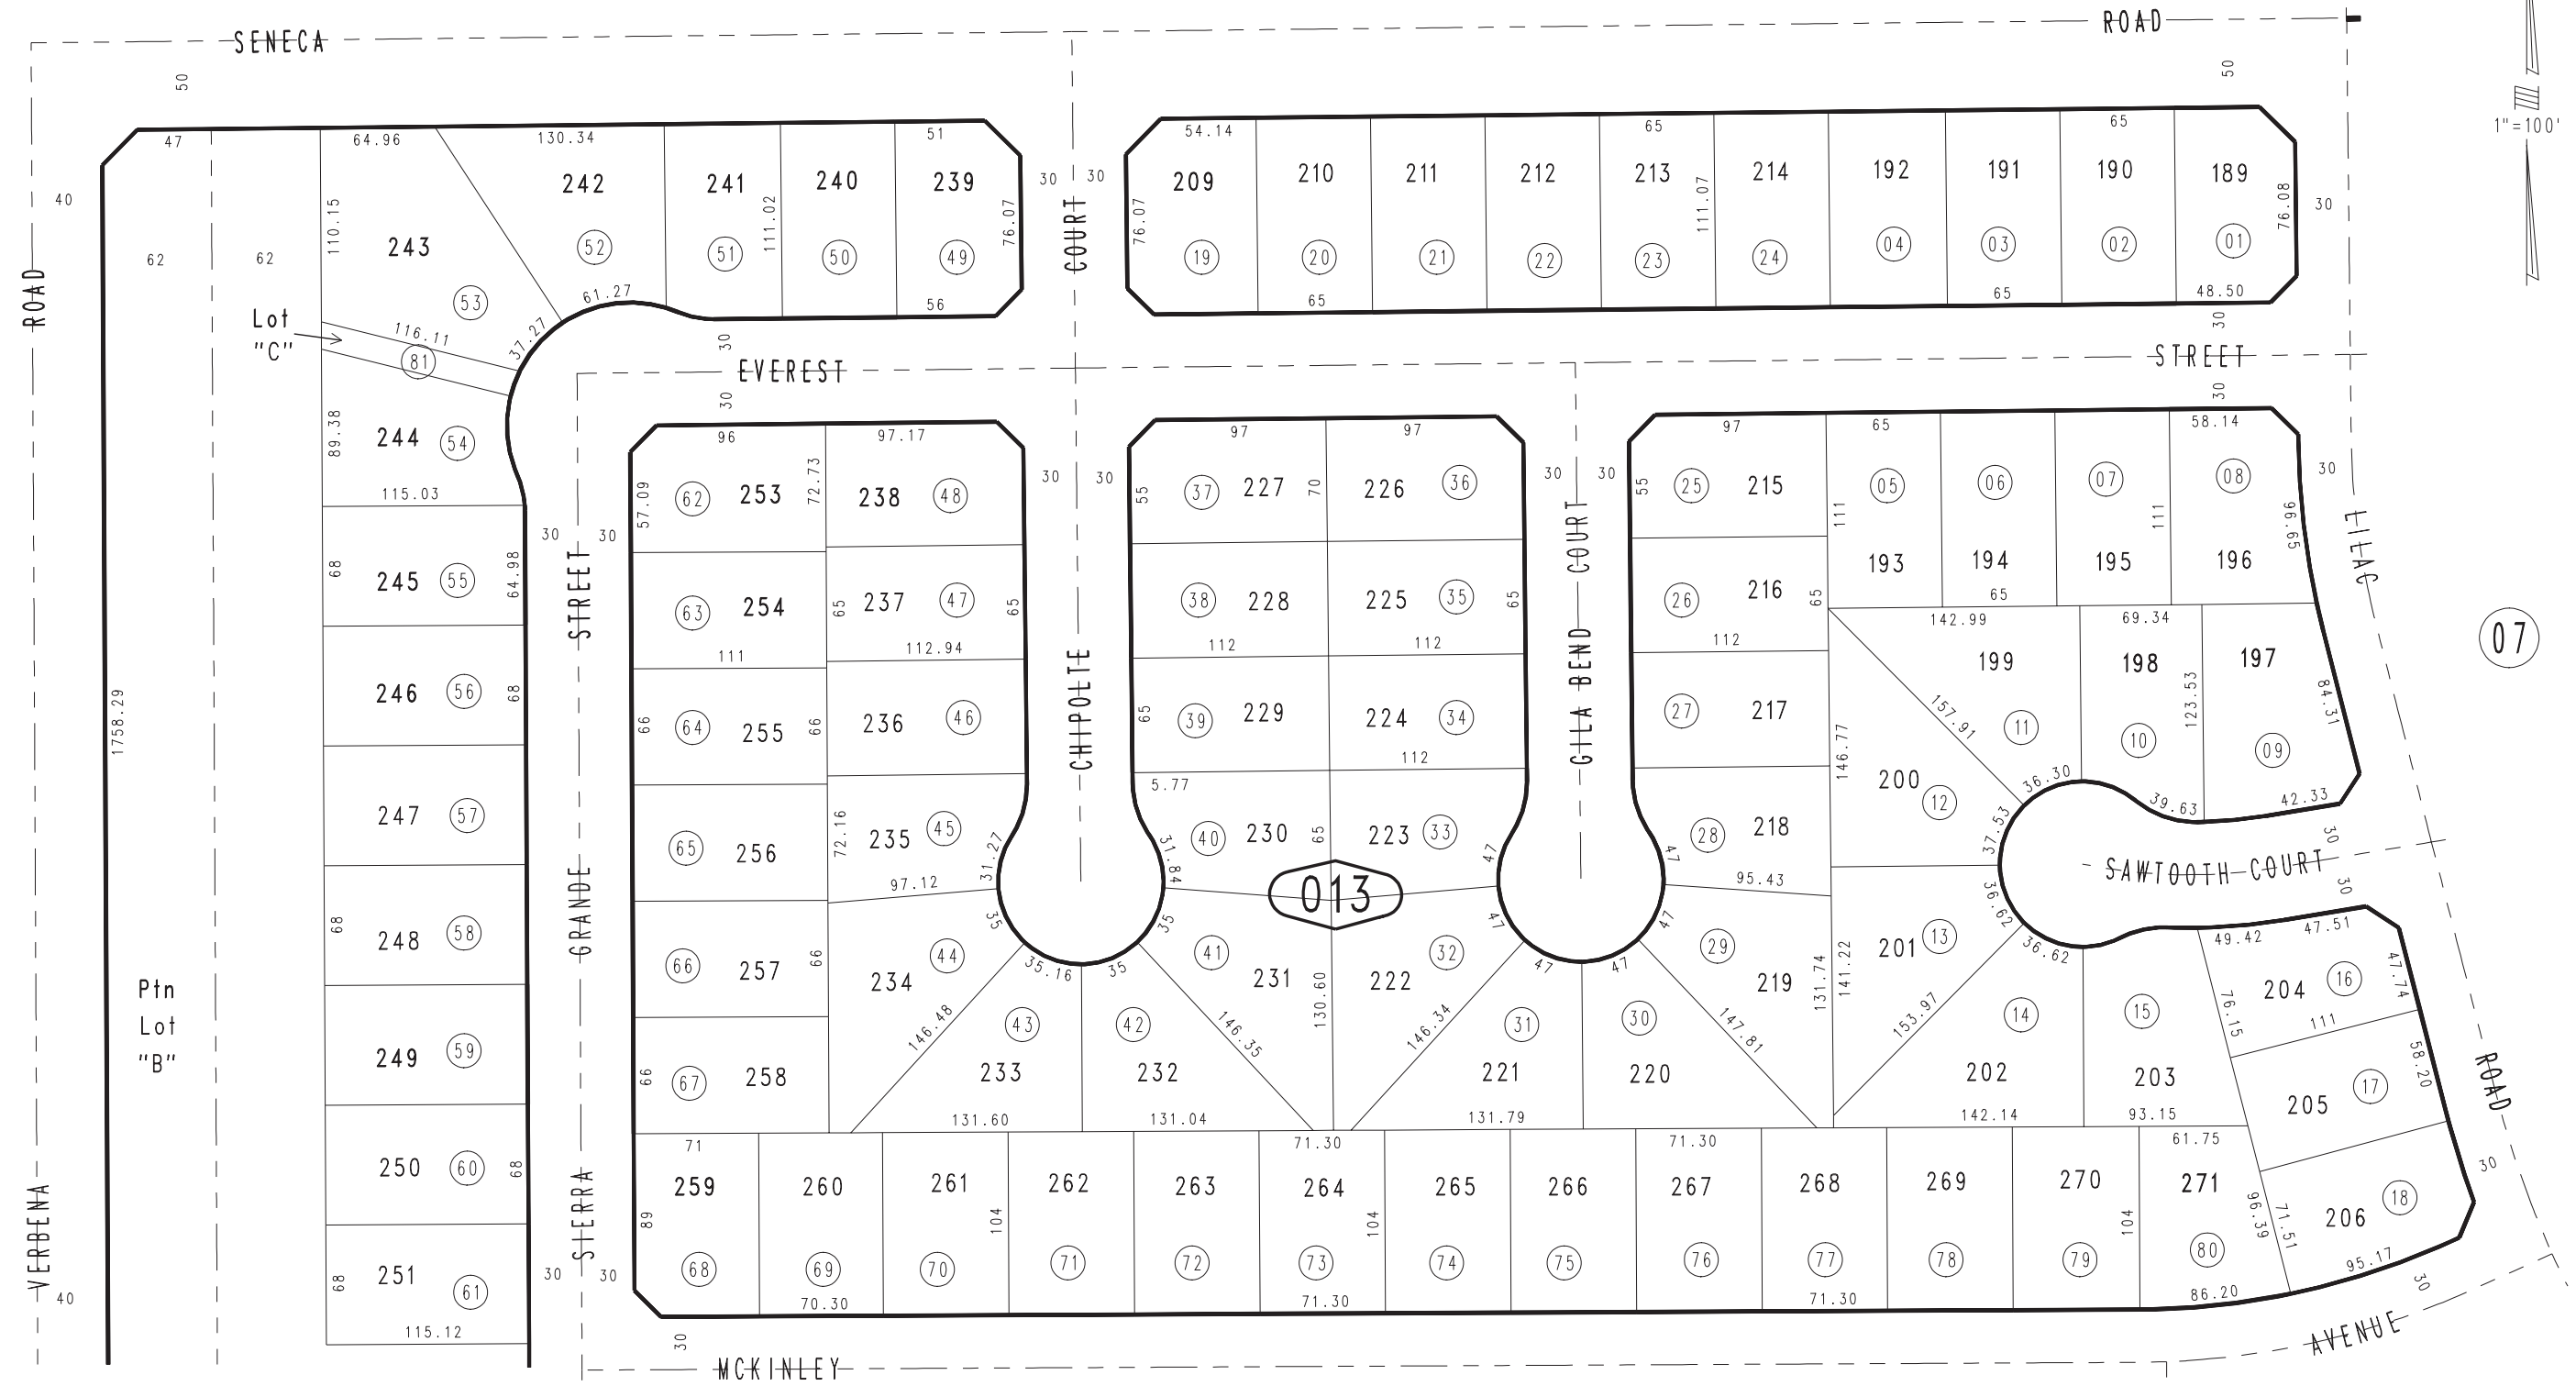 SENECA ROAD
50 50
1"=100'
47 64.96 130.34 51 54.14 65 65
40 62 62 110.15 243 242 241 111.02 240 239 76.07 30 30 76.07 209 210 211 212 213 111.07 214 192 191 190 189 76.08 30
53 52 51 50 49 19 20 21 22 23 24 04 03 02 01
61.27 56 65 65 48.50
Lot
"C"
116.11 81 37.27
30 30
EVEREST STREET
30 30
COURT
ROAD
89.38 244 54
115.03
96 97.17 97 97 97 65 58.14
57.09 62 253 72.73 238 48 30 30 55 37 227 70 226 36 30 30 55 25 215 111 05 06 07 111 08 96.65 30
193 194 195 196
30 30
68 245 55 64.98
63 254 65 237 47 65 38 228 225 35 65 26 216 65 65
111 112.94 112 112 112 142.99 69.34
STREET
CHIPOLTE
GILA BEND COURT
LILAC
07
246 56 68
66 64 255 66 236 46 65 39 229 224 34 27 217 199 198 197
112 157.91 11 10 123.53 09 84.31
1758.29
247 57
65 256 72.16 235 45 31.27 5.77 31.84 40 230 65 223 33 47 47 28 218 146.77 200 12 37.53 36.30 39.63 42.33
97.12 95.43
013
30
SAWTOOTH COURT
30
68 248 58
GRANDE
66 257 66 234 44 35 35.16 35 35 41 231 130.60 222 32 47 47 47 47 29 219 131.74 141.22 201 13 36.62 36.62 49.42 47.51
Ptn
Lot
"B"
249 59
66 67 258 146.48 43 42 146.35 146.34 31 30 147.81 153.97 14 15 76.15 204 16 47.74
111
233 232 221 220 202 203 205 17 58.20
131.60 131.04 131.79 142.14 93.15
ROAD
250 60 68
71 71.30 71.30 61.75
259 260 261 262 263 264 265 266 267 268 269 270 271 206 18 30
89 104 104 104 96.39 71.51
68 69 70 71 72 73 74 75 76 77 78 79 80
70.30 71.30 71.30 86.20 95.17 30
VERBENA
SIERRA
40 68 251 61 30 30
115.12
30
MCKINLEY AVENUE